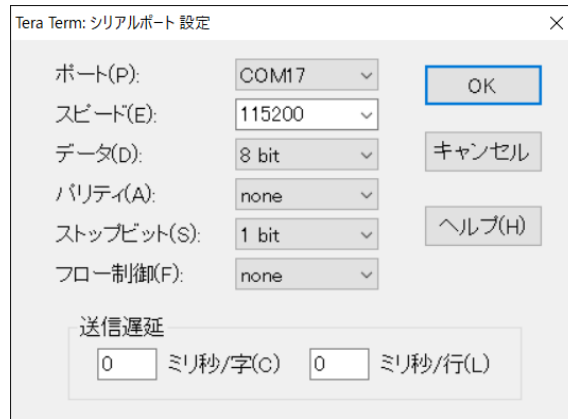 Tera Term: シリアルポート 設定
ポート(P): COM17
OK
スピード(E): 115200
データ(D): 8 bit
キャンセル
パリティ(A): none
ストップビット(S): 1 bit
ヘルプ(H)
フロー制御(F): none
送信遅延
0 ミリ秒/字(C) 0 ミリ秒/行(L)